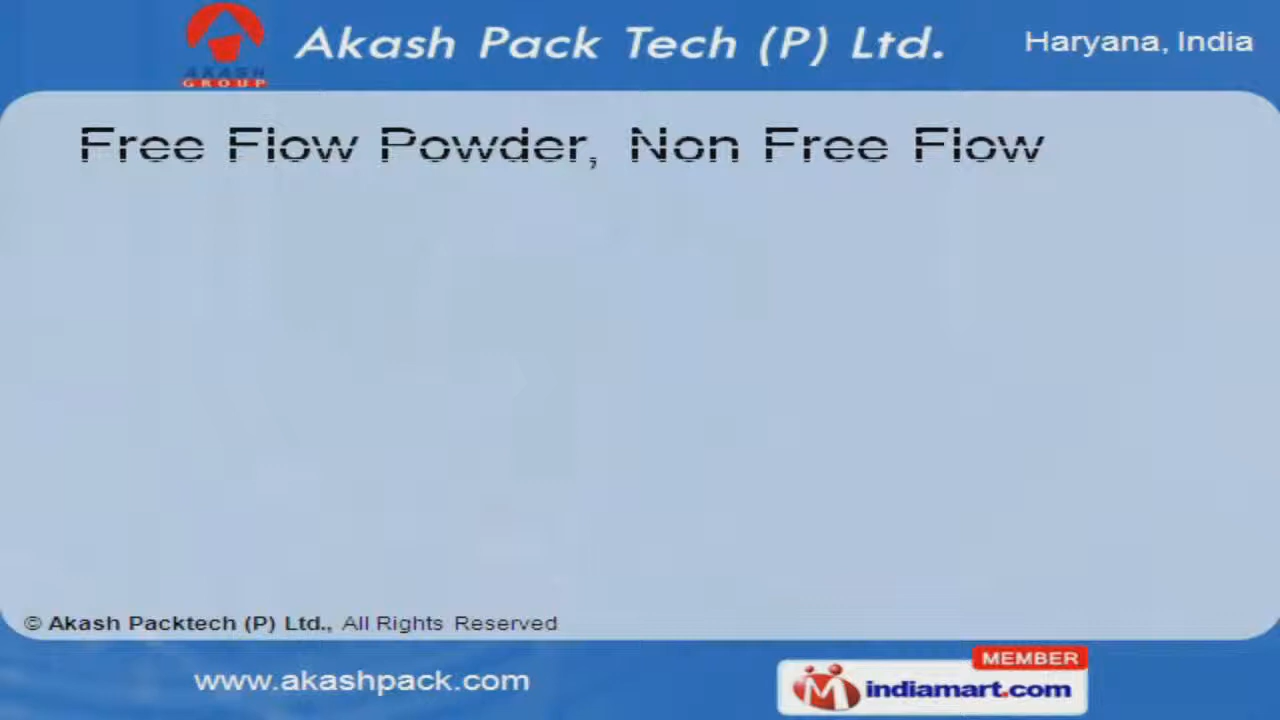 AKASH
GROUP
Akash Pack Tech (P) Ltd.
Haryana, India
Free Flow Powder, Non Free Flow
© Akash Packtech (P) Ltd., All Rights Reserved
www.akashpack.com
MEMBER
indiamart.com